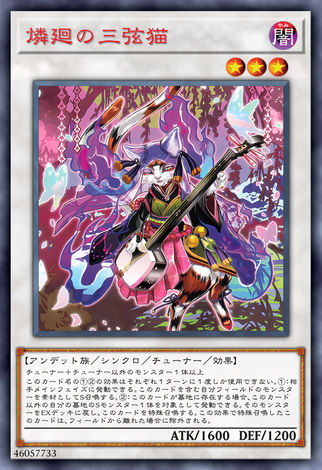 燐廻の三弦猫
闇
やみ
【アンデット族/シンクロ/チューナー/効果】
チューナー+チューナー以外のモンスター1体以上
このカード名の①②の効果はそれぞれ1ターンに1度しか使用できない。①:相
手メインフェイズに発動できる。このカードを含む自分フィールドのモンスター
を素材としてS召喚する。②:このカードが墓地に存在する場合、このカード
以外の自分の墓地のSモンスター1体を対象として発動できる。そのモンスタ
ーをEXデッキに戻し、このカードを特殊召喚する。この効果で特殊召喚したこ
のカードは、フィールドから離れた場合に除外される。
ATK/1600 DEF/1200
46057733